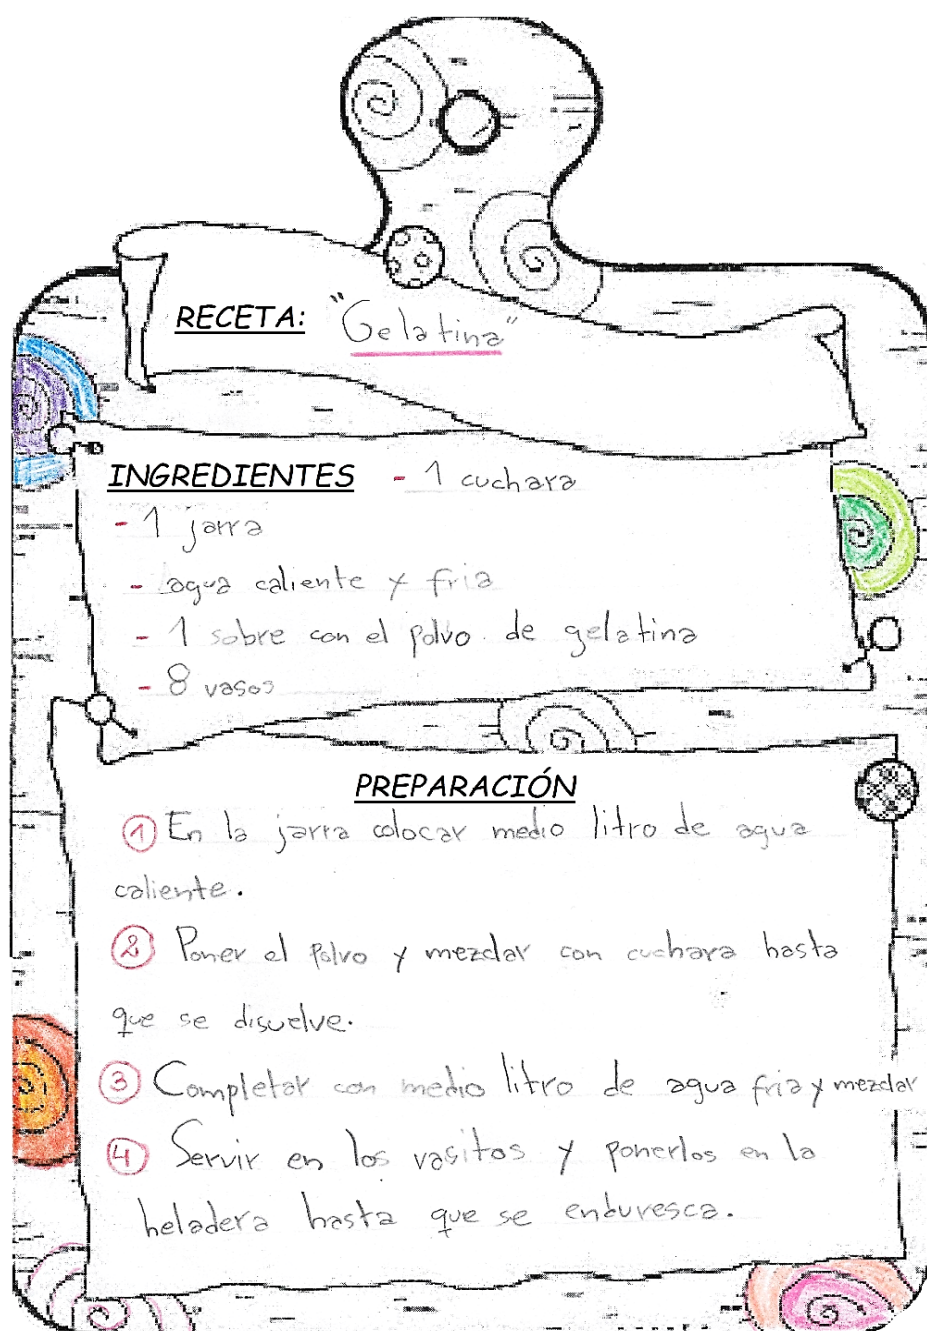 RECETA: "Gelatina"
INGREDIENTES - 1 cuchara
- 1 jarra
- agua caliente y fria
- 1 sobre con el polvo de gelatina
- 8 vasos
PREPARACIÓN
① En la jarra colocar medio litro de agua
caliente.
② Poner el polvo y mezclar con cuchara hasta
que se disuelve.
③ Completar con medio litro de agua fria y mezclar
④ Servir en los vasitos y ponerlos en la
heladera hasta que se enduresca.